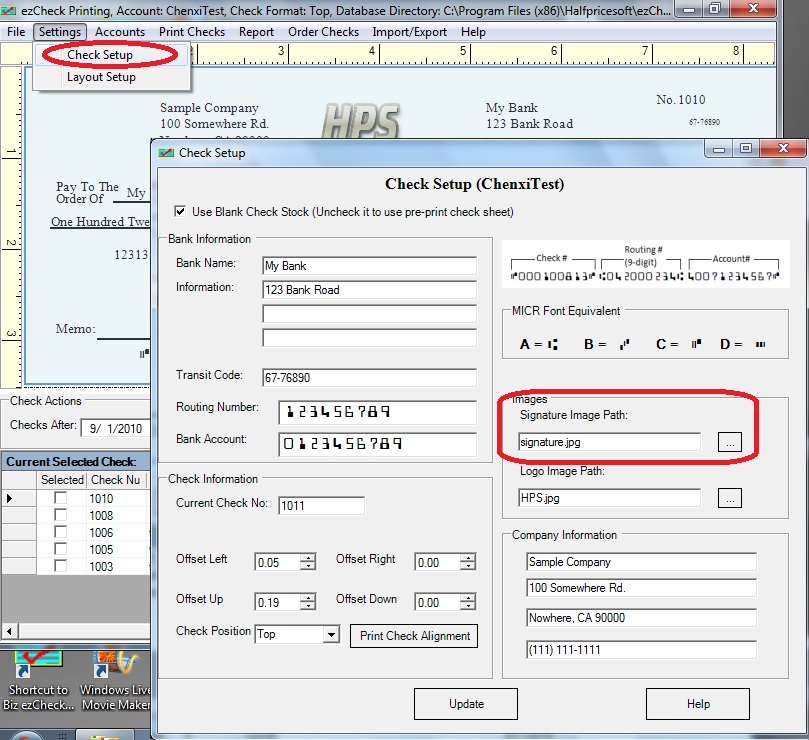 ezCheck Printing, Account: ChenxiTest, Check Format: Top, Database Directory: C:\Program Files (x86)\Halfpricesoft\ezC...
File Settings Accounts Print Checks Report Order Checks Import/Export Help
Check Setup
Layout Setup
2 3 4 5 6 7 8
1
2
3
Sample Company
100 Somewhere Rd.
HPS
My Bank
123 Bank Road
No. 1010
67-76890
Pay To The
Order Of My
One Hundred Twe
12313
Memo:
Check Actions
Checks After: 9/ 1/2010
Current Selected Check:
Selected Check Nu
1010
1008
1006
1005
1003
Shortcut to
Biz ezCheck...
Windows Live
Movie Maker
Check Setup
Check Setup (ChenxiTest)
Use Blank Check Stock (Uncheck it to use pre-print check sheet)
Bank Information
Bank Name: My Bank
Information: 123 Bank Road
Transit Code: 67-76890
Routing Number: 123456789
Bank Account: 0123456789
Check Information
Current Check No: 1011
Offset Left 0.05 Offset Right 0.00
Offset Up 0.19 Offset Down 0.00
Check Position Top Print Check Alignment
Check# Routing # (9-digit) Account#
⑈00010081⑈ ⑆042000234⑆ 4007123456 7⑈
MICR Font Equivalent
A = ⑆ B = ⑇ C = ⑈ D = ⑉
Images
Signature Image Path:
signature.jpg ...
Logo Image Path:
HPS.jpg ...
Company Information
Sample Company
100 Somewhere Rd.
Nowhere, CA 90000
(111) 111-1111
Update Help